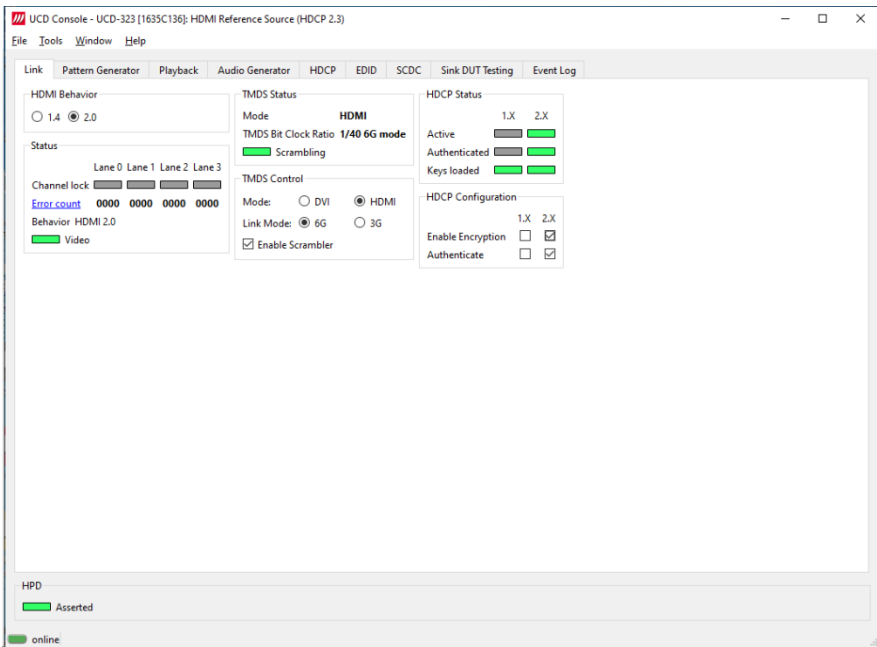 UCD Console - UCD-323 [1635C136]: HDMI Reference Source (HDCP 2.3)
File Tools Window Help
Link Pattern Generator Playback Audio Generator HDCP EDID SCDC Sink DUT Testing Event Log
HDMI Behavior
1.4 2.0
Status
Lane 0 Lane 1 Lane 2 Lane 3
Channel lock
Error count 0000 0000 0000 0000
Behavior HDMI 2.0
Video
TMDS Status
Mode HDMI
TMDS Bit Clock Ratio 1/40 6G mode
Scrambling
TMDS Control
Mode: DVI HDMI
Link Mode: 6G 3G
Enable Scrambler
HDCP Status
1.X 2.X
Active
Authenticated
Keys loaded
HDCP Configuration
1.X 2.X
Enable Encryption
Authenticate
HPD
Asserted
online